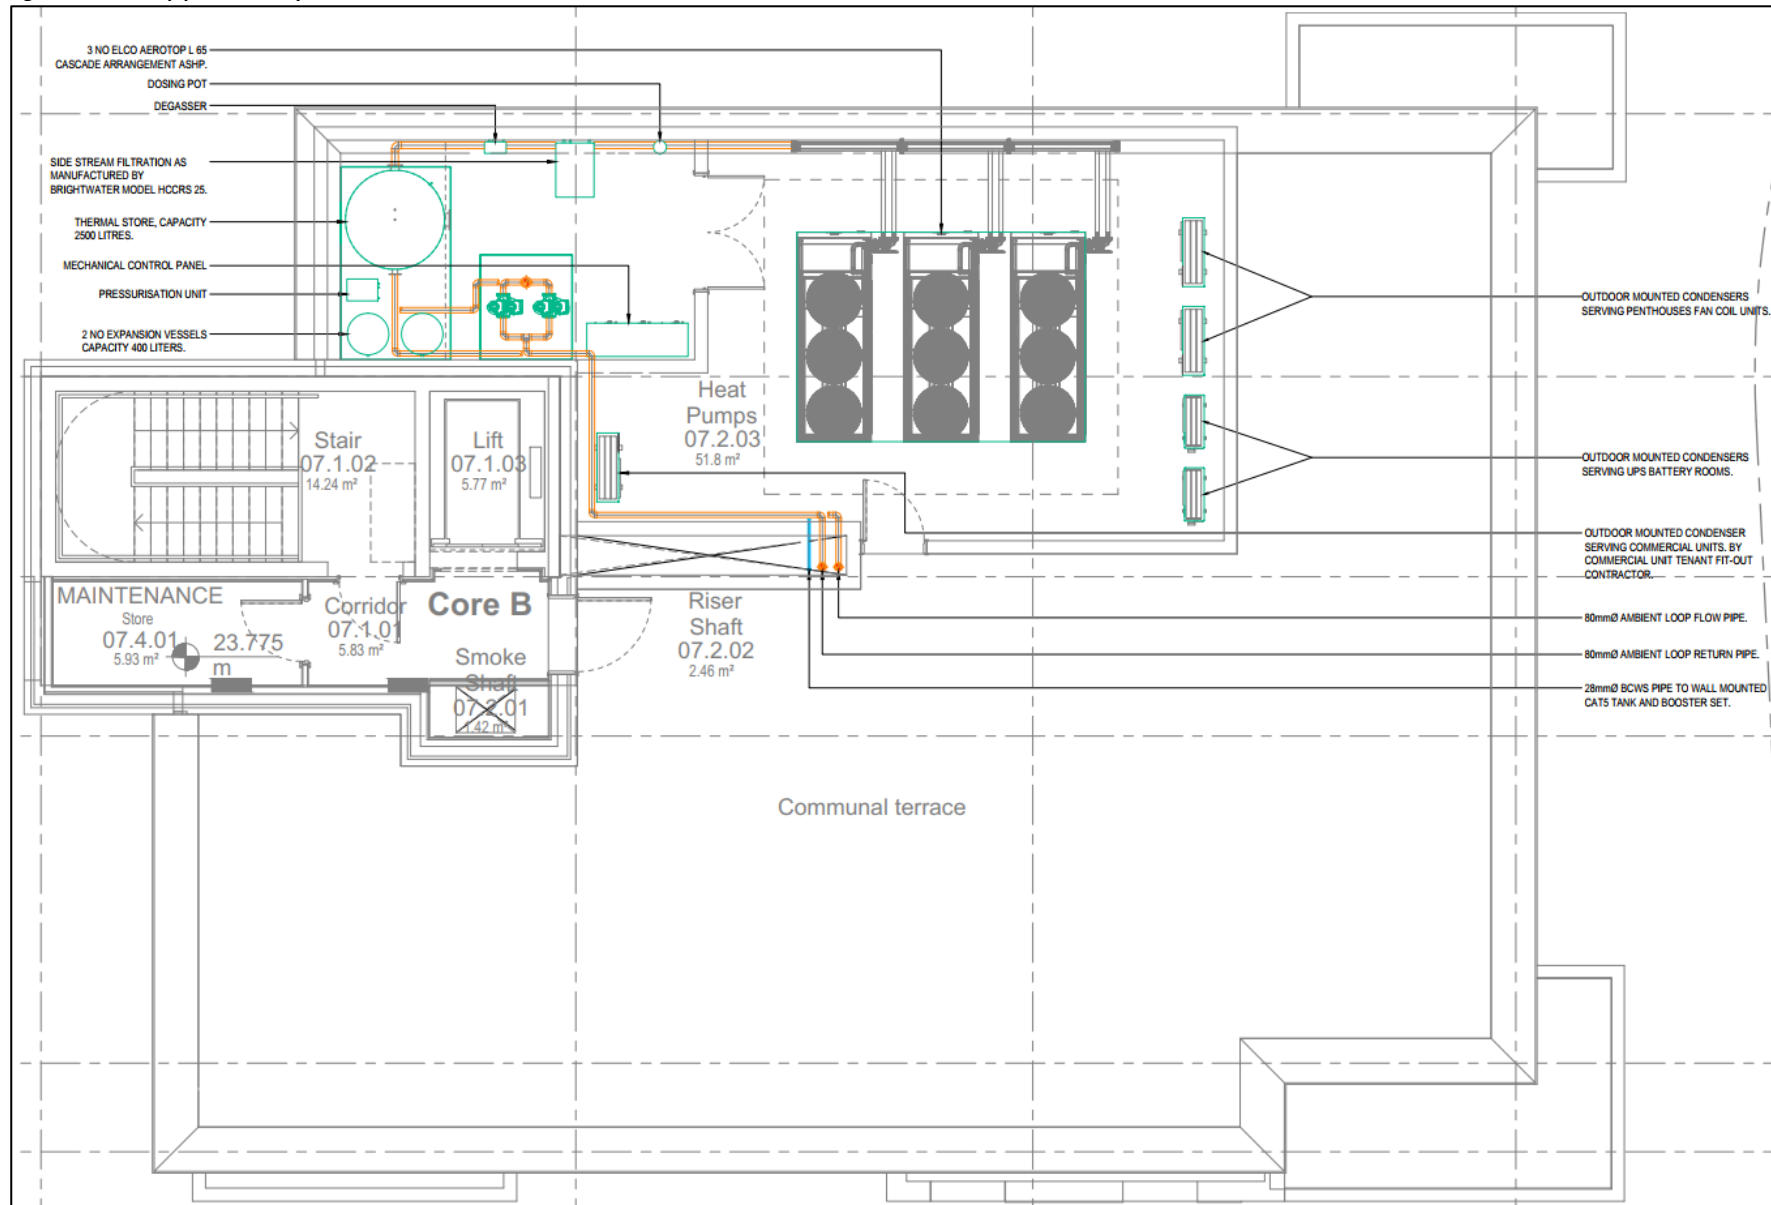 3 NO ELCO AEROTOP L 65
CASCADE ARRANGEMENT ASHP.
DOSING POT
DEGASSER
SIDE STREAM FILTRATION AS
MANUFACTURED BY
BRIGHTWATER MODEL HCCRS 25.
THERMAL STORE, CAPACITY
2500 LITRES.
MECHANICAL CONTROL PANEL
PRESSURISATION UNIT
2 NO EXPANSION VESSELS
CAPACITY 400 LITERS.
OUTDOOR MOUNTED CONDENSERS
SERVING PENTHOUSES FAN COIL UNITS.
Heat
Pumps
07.2.03
51.8 m²
Stair
07.1.02
14.24 m²
Lift
07.1.03
5.77 m²
OUTDOOR MOUNTED CONDENSERS
SERVING UPS BATTERY ROOMS.
OUTDOOR MOUNTED CONDENSER
SERVING COMMERCIAL UNITS. BY
COMMERCIAL UNIT TENANT FIT-OUT
CONTRACTOR.
MAINTENANCE
Store
07.4.01
5.93 m²
23.775
m
Corridor
07.1.01
5.83 m²
Core B
Smoke
Shaft
07.2.01
1.42 m²
Riser
Shaft
07.2.02
2.46 m²
80mmØ AMBIENT LOOP FLOW PIPE.
80mmØ AMBIENT LOOP RETURN PIPE.
28mmØ BCWS PIPE TO WALL MOUNTED
CAT5 TANK AND BOOSTER SET.
Communal terrace